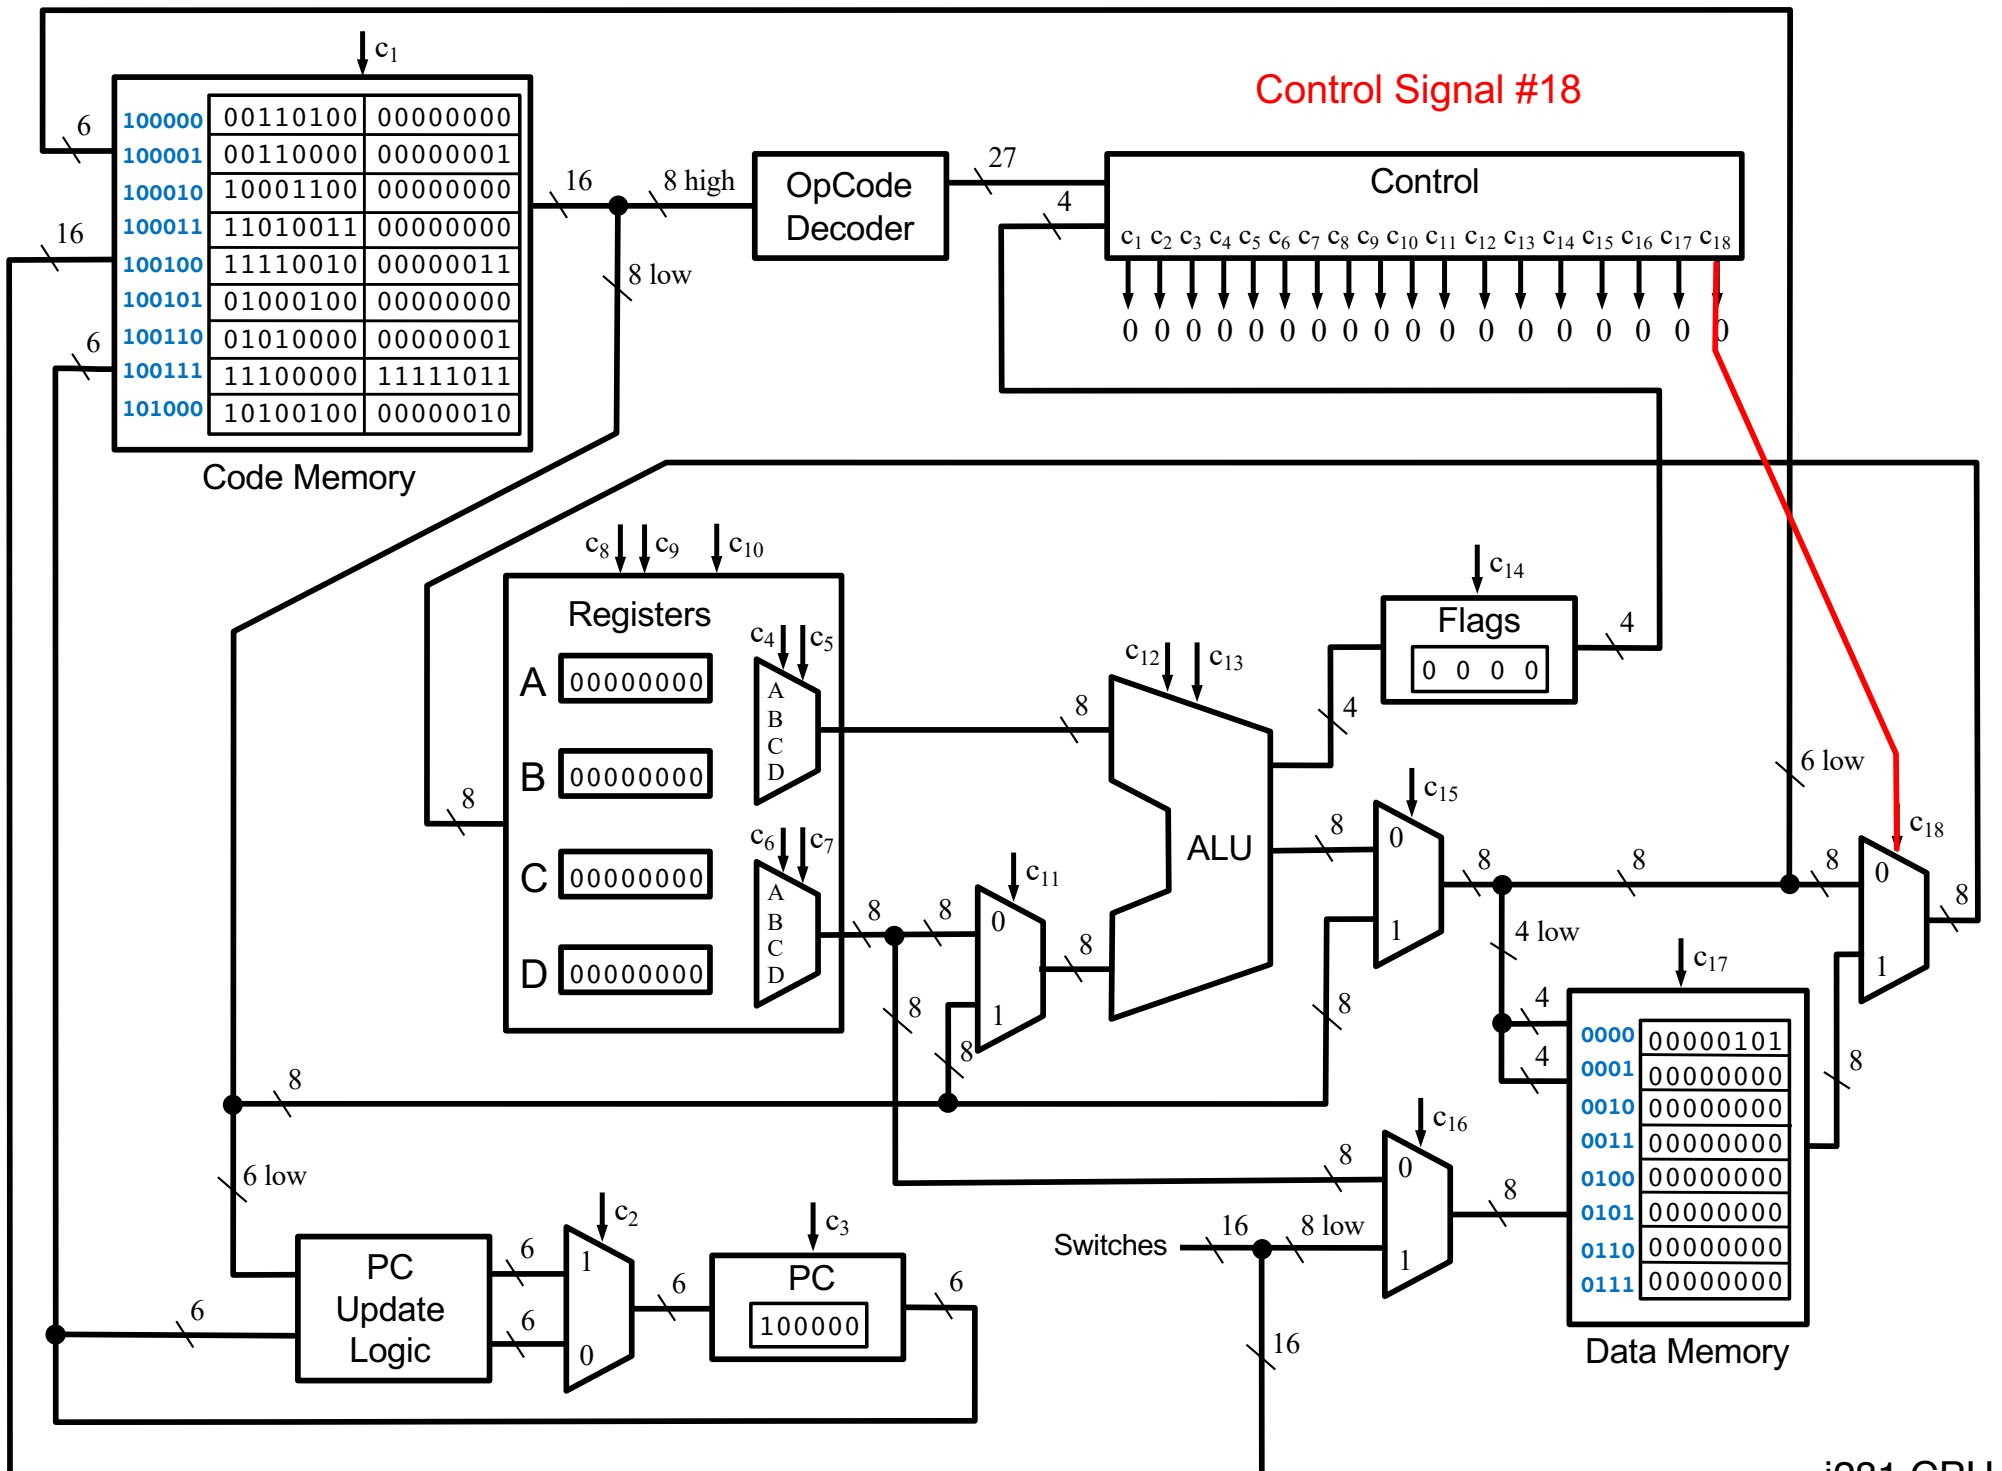 Control Signal #18
c1
100000 00110100 00000000
100001 00110000 00000001
100010 10001100 00000000
100011 11010011 00000000
100100 11110010 00000011
100101 01000100 00000000
100110 01010000 00000001
100111 11100000 11111011
101000 10100100 00000010
Code Memory
6
16
6
16
8 high
8 low
OpCode
Decoder
27
4
Control
c1 c2 c3 c4 c5 c6 c7 c8 c9 c10 c11 c12 c13 c14 c15 c16 c17 c18
0 0 0 0 0 0 0 0 0 0 0 0 0 0 0 0 0 0
c8 c9 c10
Registers
A 00000000
B 00000000
C 00000000
D 00000000
8
c4 c5
A
B
C
D
c6 c7
A
B
C
D
8
8
8
8
c11
0
1
8
8
c12 c13
ALU
c14
Flags
0 0 0 0
4
4
8
c15
0
1
8
8
8
6 low
8
c18
0
1
8
4 low
4
4
c17
0000 00000101
0001 00000000
0010 00000000
0011 00000000
0100 00000000
0101 00000000
0110 00000000
0111 00000000
Data Memory
8
8
6 low
PC
Update
Logic
6
6
6
c2
1
0
6
c3
PC
100000
6
Switches
16
8 low
16
8
c16
0
1
8